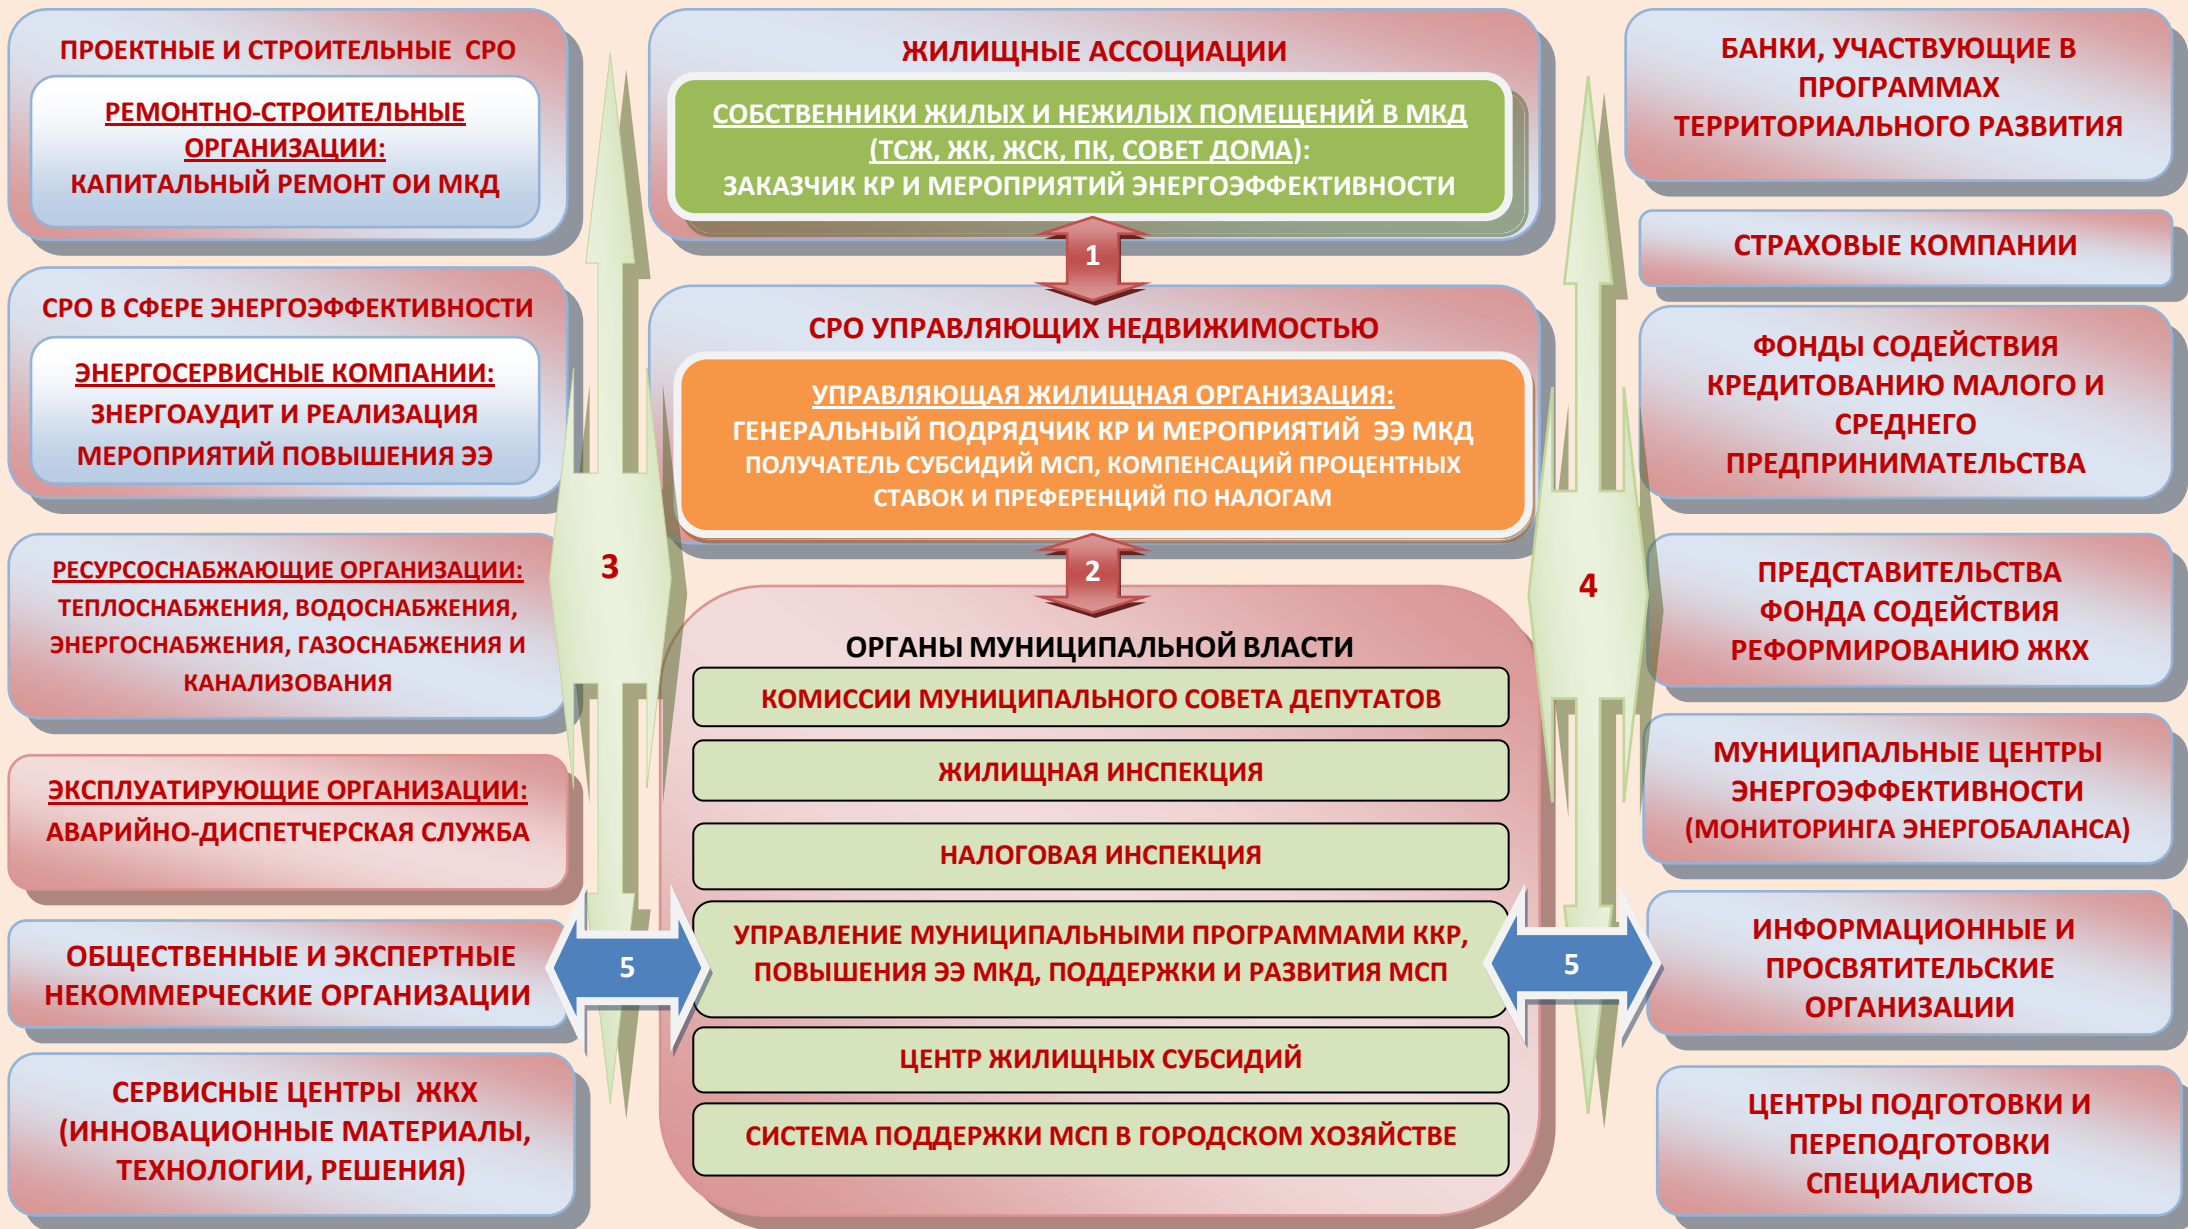 ПРОЕКТНЫЕ И СТРОИТЕЛЬНЫЕ СРО
РЕМОНТНО-СТРОИТЕЛЬНЫЕ
ОРГАНИЗАЦИИ:
КАПИТАЛЬНЫЙ РЕМОНТ ОИ МКД
СРО В СФЕРЕ ЭНЕРГОЭФФЕКТИВНОСТИ
ЭНЕРГОСЕРВИСНЫЕ КОМПАНИИ:
ЗНЕРГОАУДИТ И РЕАЛИЗАЦИЯ
МЕРОПРИЯТИЙ ПОВЫШЕНИЯ ЭЭ
РЕСУРСОСНАБЖАЮЩИЕ ОРГАНИЗАЦИИ:
ТЕПЛОСНАБЖЕНИЯ, ВОДОСНАБЖЕНИЯ,
ЭНЕРГОСНАБЖЕНИЯ, ГАЗОСНАБЖЕНИЯ И
КАНАЛИЗОВАНИЯ
ЭКСПЛУАТИРУЮЩИЕ ОРГАНИЗАЦИИ:
АВАРИЙНО-ДИСПЕТЧЕРСКАЯ СЛУЖБА
ОБЩЕСТВЕННЫЕ И ЭКСПЕРТНЫЕ
НЕКОММЕРЧЕСКИЕ ОРГАНИЗАЦИИ
СЕРВИСНЫЕ ЦЕНТРЫ ЖКХ
(ИННОВАЦИОННЫЕ МАТЕРИАЛЫ,
ТЕХНОЛОГИИ, РЕШЕНИЯ)
3
5
ЖИЛИЩНЫЕ АССОЦИАЦИИ
СОБСТВЕННИКИ ЖИЛЫХ И НЕЖИЛЫХ ПОМЕЩЕНИЙ В МКД
(ТСЖ, ЖК, ЖСК, ПК, СОВЕТ ДОМА):
ЗАКАЗЧИК КР И МЕРОПРИЯТИЙ ЭНЕРГОЭФФЕКТИВНОСТИ
1
СРО УПРАВЛЯЮЩИХ НЕДВИЖИМОСТЬЮ
УПРАВЛЯЮЩАЯ ЖИЛИЩНАЯ ОРГАНИЗАЦИЯ:
ГЕНЕРАЛЬНЫЙ ПОДРЯДЧИК КР И МЕРОПРИЯТИЙ ЭЭ МКД
ПОЛУЧАТЕЛЬ СУБСИДИЙ МСП, КОМПЕНСАЦИЙ ПРОЦЕНТНЫХ
СТАВОК И ПРЕФЕРЕНЦИЙ ПО НАЛОГАМ
2
ОРГАНЫ МУНИЦИПАЛЬНОЙ ВЛАСТИ
КОМИССИИ МУНИЦИПАЛЬНОГО СОВЕТА ДЕПУТАТОВ
ЖИЛИЩНАЯ ИНСПЕКЦИЯ
НАЛОГОВАЯ ИНСПЕКЦИЯ
УПРАВЛЕНИЕ МУНИЦИПАЛЬНЫМИ ПРОГРАММАМИ ККР,
ПОВЫШЕНИЯ ЭЭ МКД, ПОДДЕРЖКИ И РАЗВИТИЯ МСП
ЦЕНТР ЖИЛИЩНЫХ СУБСИДИЙ
СИСТЕМА ПОДДЕРЖКИ МСП В ГОРОДСКОМ ХОЗЯЙСТВЕ
4
5
БАНКИ, УЧАСТВУЮЩИЕ В
ПРОГРАММАХ
ТЕРРИТОРИАЛЬНОГО РАЗВИТИЯ
СТРАХОВЫЕ КОМПАНИИ
ФОНДЫ СОДЕЙСТВИЯ
КРЕДИТОВАНИЮ МАЛОГО И
СРЕДНЕГО
ПРЕДПРИНИМАТЕЛЬСТВА
ПРЕДСТАВИТЕЛЬСТВА
ФОНДА СОДЕЙСТВИЯ
РЕФОРМИРОВАНИЮ ЖКХ
МУНИЦИПАЛЬНЫЕ ЦЕНТРЫ
ЭНЕРГОЭФФЕКТИВНОСТИ
(МОНИТОРИНГА ЭНЕРГОБАЛАНСА)
ИНФОРМАЦИОННЫЕ И
ПРОСВЯТИТЕЛЬСКИЕ
ОРГАНИЗАЦИИ
ЦЕНТРЫ ПОДГОТОВКИ И
ПЕРЕПОДГОТОВКИ
СПЕЦИАЛИСТОВ